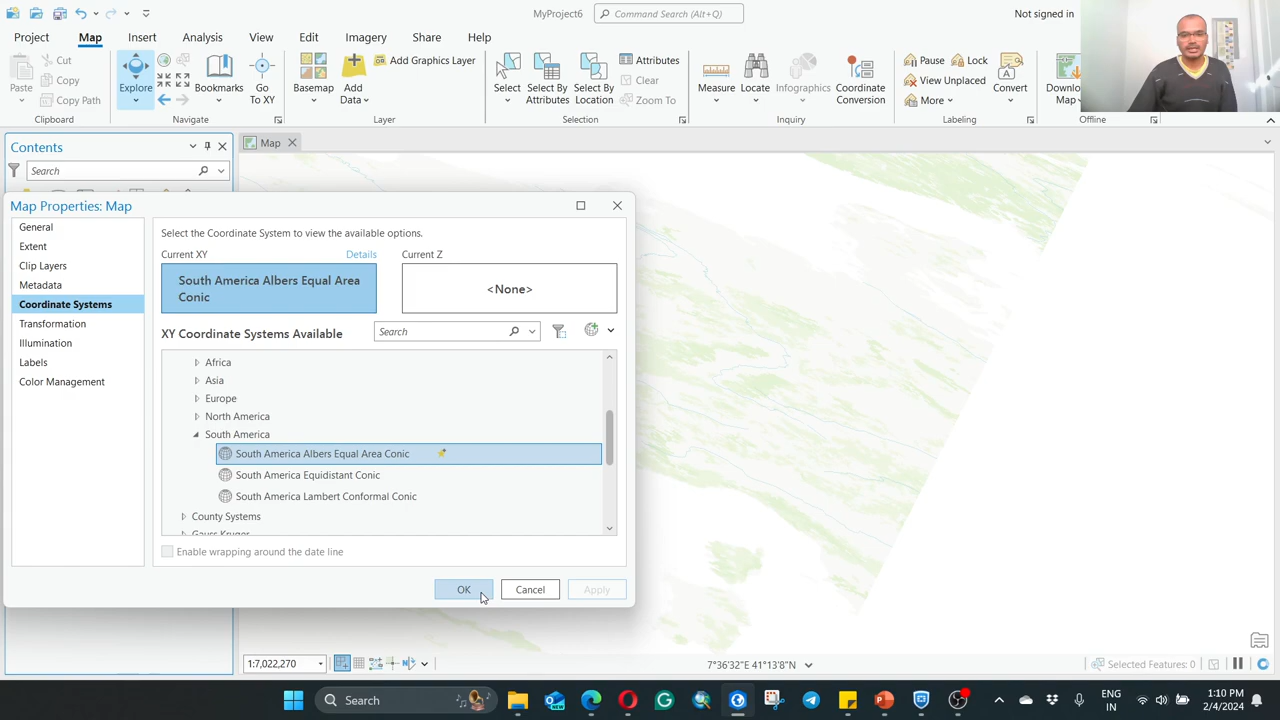 MyProject6
Command Search (Alt+Q)
Not signed in
Project
Map
Insert
Analysis
View
Edit
Imagery
Share
Help
Paste
Cut
Copy
Copy Path
Clipboard
Explore
Bookmarks
Go
To XY
Navigate
Basemap
Add
Data
Add Graphics Layer
Layer
Select
Select By
Attributes
Select By
Location
Attributes
Clear
Zoom To
Selection
Measure
Locate
Infographics
Coordinate
Conversion
Inquiry
Pause
Lock
View Unplaced
More
Convert
Labeling
Downlo
Map
Offline
Contents
Search
Map
Map Properties: Map
General
Extent
Clip Layers
Metadata
Coordinate Systems
Transformation
Illumination
Labels
Color Management
Select the Coordinate System to view the available options.
Current XY
Details
Current Z
South America Albers Equal Area
Conic
<None>
XY Coordinate Systems Available
Search
Africa
Asia
Europe
North America
South America
South America Albers Equal Area Conic
South America Equidistant Conic
South America Lambert Conformal Conic
County Systems
Gauss Kruger
Enable wrapping around the date line
OK
Cancel
Apply
1:7,022,270
7°36'32"E 41°13'8"N
Selected Features: 0
Search
ENG
IN
1:10 PM
2/4/2024